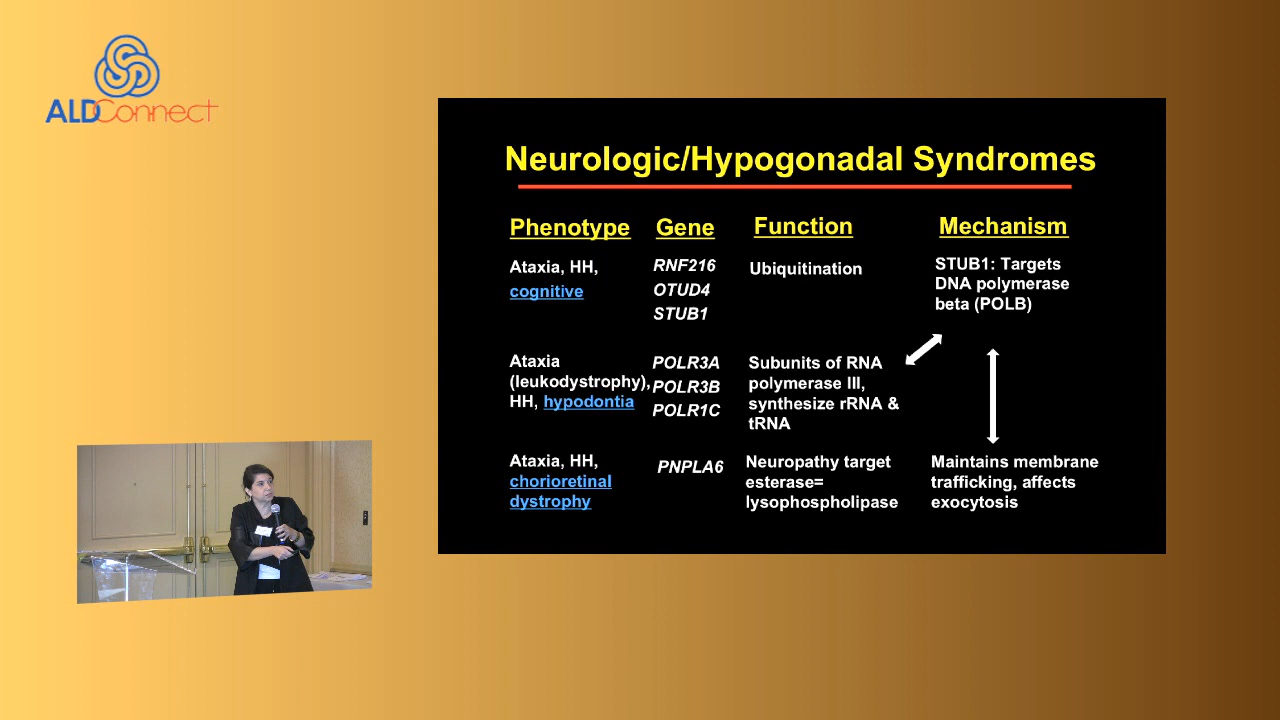 ALDConnect
Neurologic/Hypogonadal Syndromes
Phenotype Gene Function Mechanism
Ataxia, HH,
cognitive
RNF216
OTUD4
STUB1
Ubiquitination
STUB1: Targets
DNA polymerase
beta (POLB)
Ataxia
(leukodystrophy),
HH, hypodontia
POLR3A
POLR3B
POLR1C
Subunits of RNA
polymerase III,
synthesize rRNA &
tRNA
Ataxia, HH,
chorioretinal
dystrophy
PNPLA6
Neuropathy target
esterase=
lysophospholipase
Maintains membrane
trafficking, affects
exocytosis